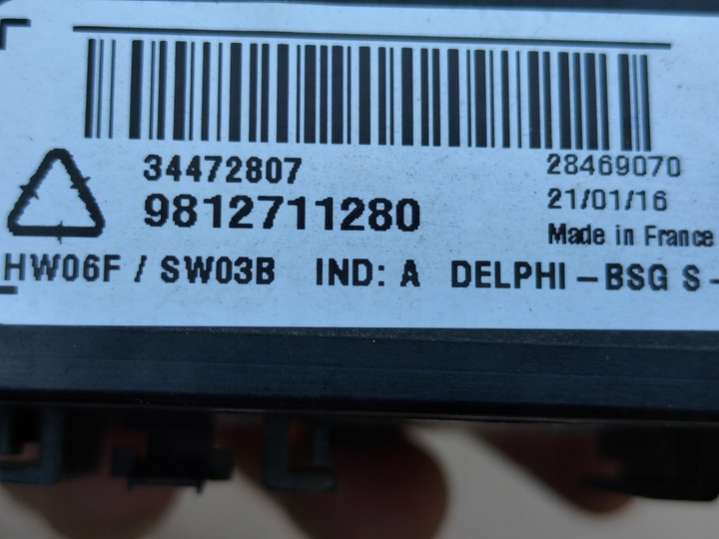 34472807 28469070
9812711280 21/01/16
Made in France
HW06F / SW03B IND: A DELPHI-BSG S-